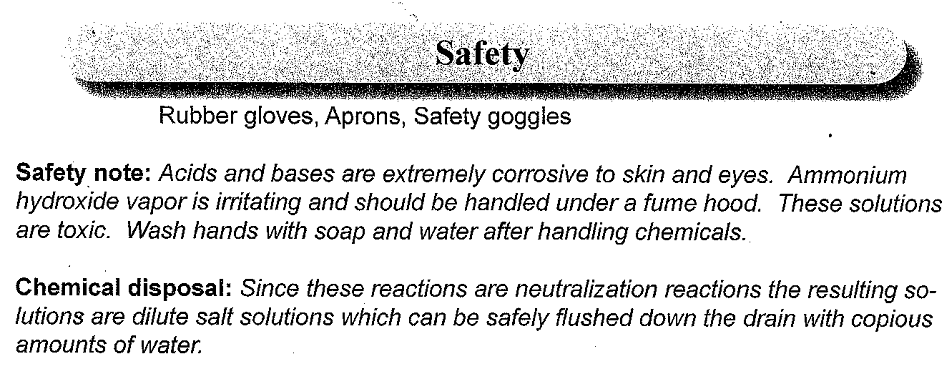 Safety
Rubber gloves, Aprons, Safety goggles
Safety note: Acids and bases are extremely corrosive to skin and eyes. Ammonium
hydroxide vapor is irritating and should be handled under a fume hood. These solutions
are toxic. Wash hands with soap and water after handling chemicals.
Chemical disposal: Since these reactions are neutralization reactions the resulting so-
lutions are dilute salt solutions which can be safely flushed down the drain with copious
amounts of water.